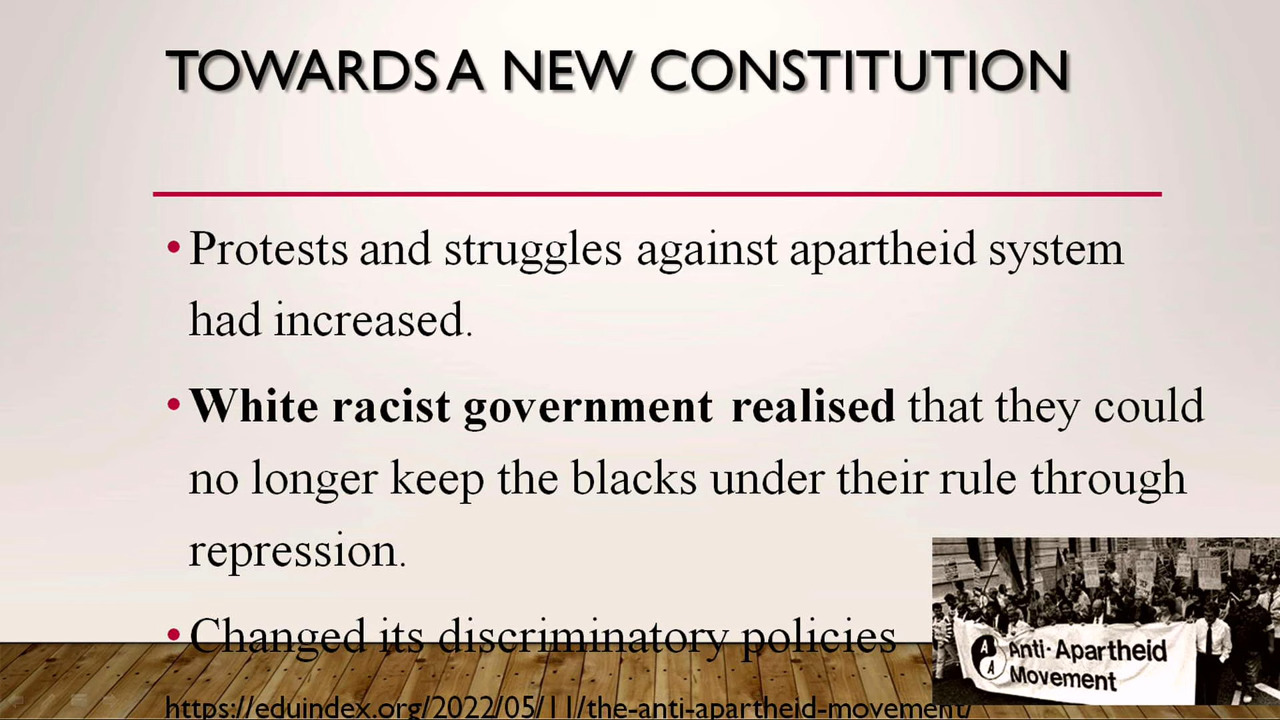 TOWARDS A NEW CONSTITUTION
• Protests and struggles against apartheid system
had increased.
• White racist government realised that they could
no longer keep the blacks under their rule through
repression.
• Changed its discriminatory policies
Anti-Apartheid
Movement
A
A
https://eduindex.org/2022/05/11/the-anti-apartheid-movement/